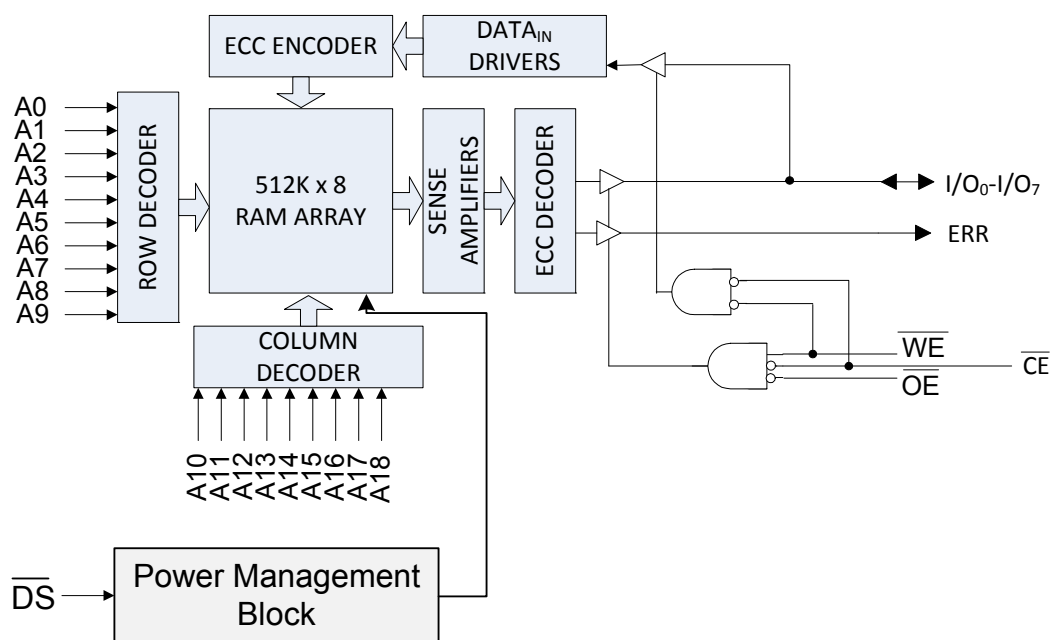 ECC ENCODER
DATAIN
DRIVERS
A0
A1
A2
A3
A4
A5
A6
A7
A8
A9
ROW DECODER
512K x 8
RAM ARRAY
SENSE
AMPLIFIERS
ECC DECODER
I/O0-I/O7
ERR
COLUMN
DECODER
WE
CE
OE
A10
A11
A12
A13
A14
A15
A16
A17
A18
DS
Power Management
Block